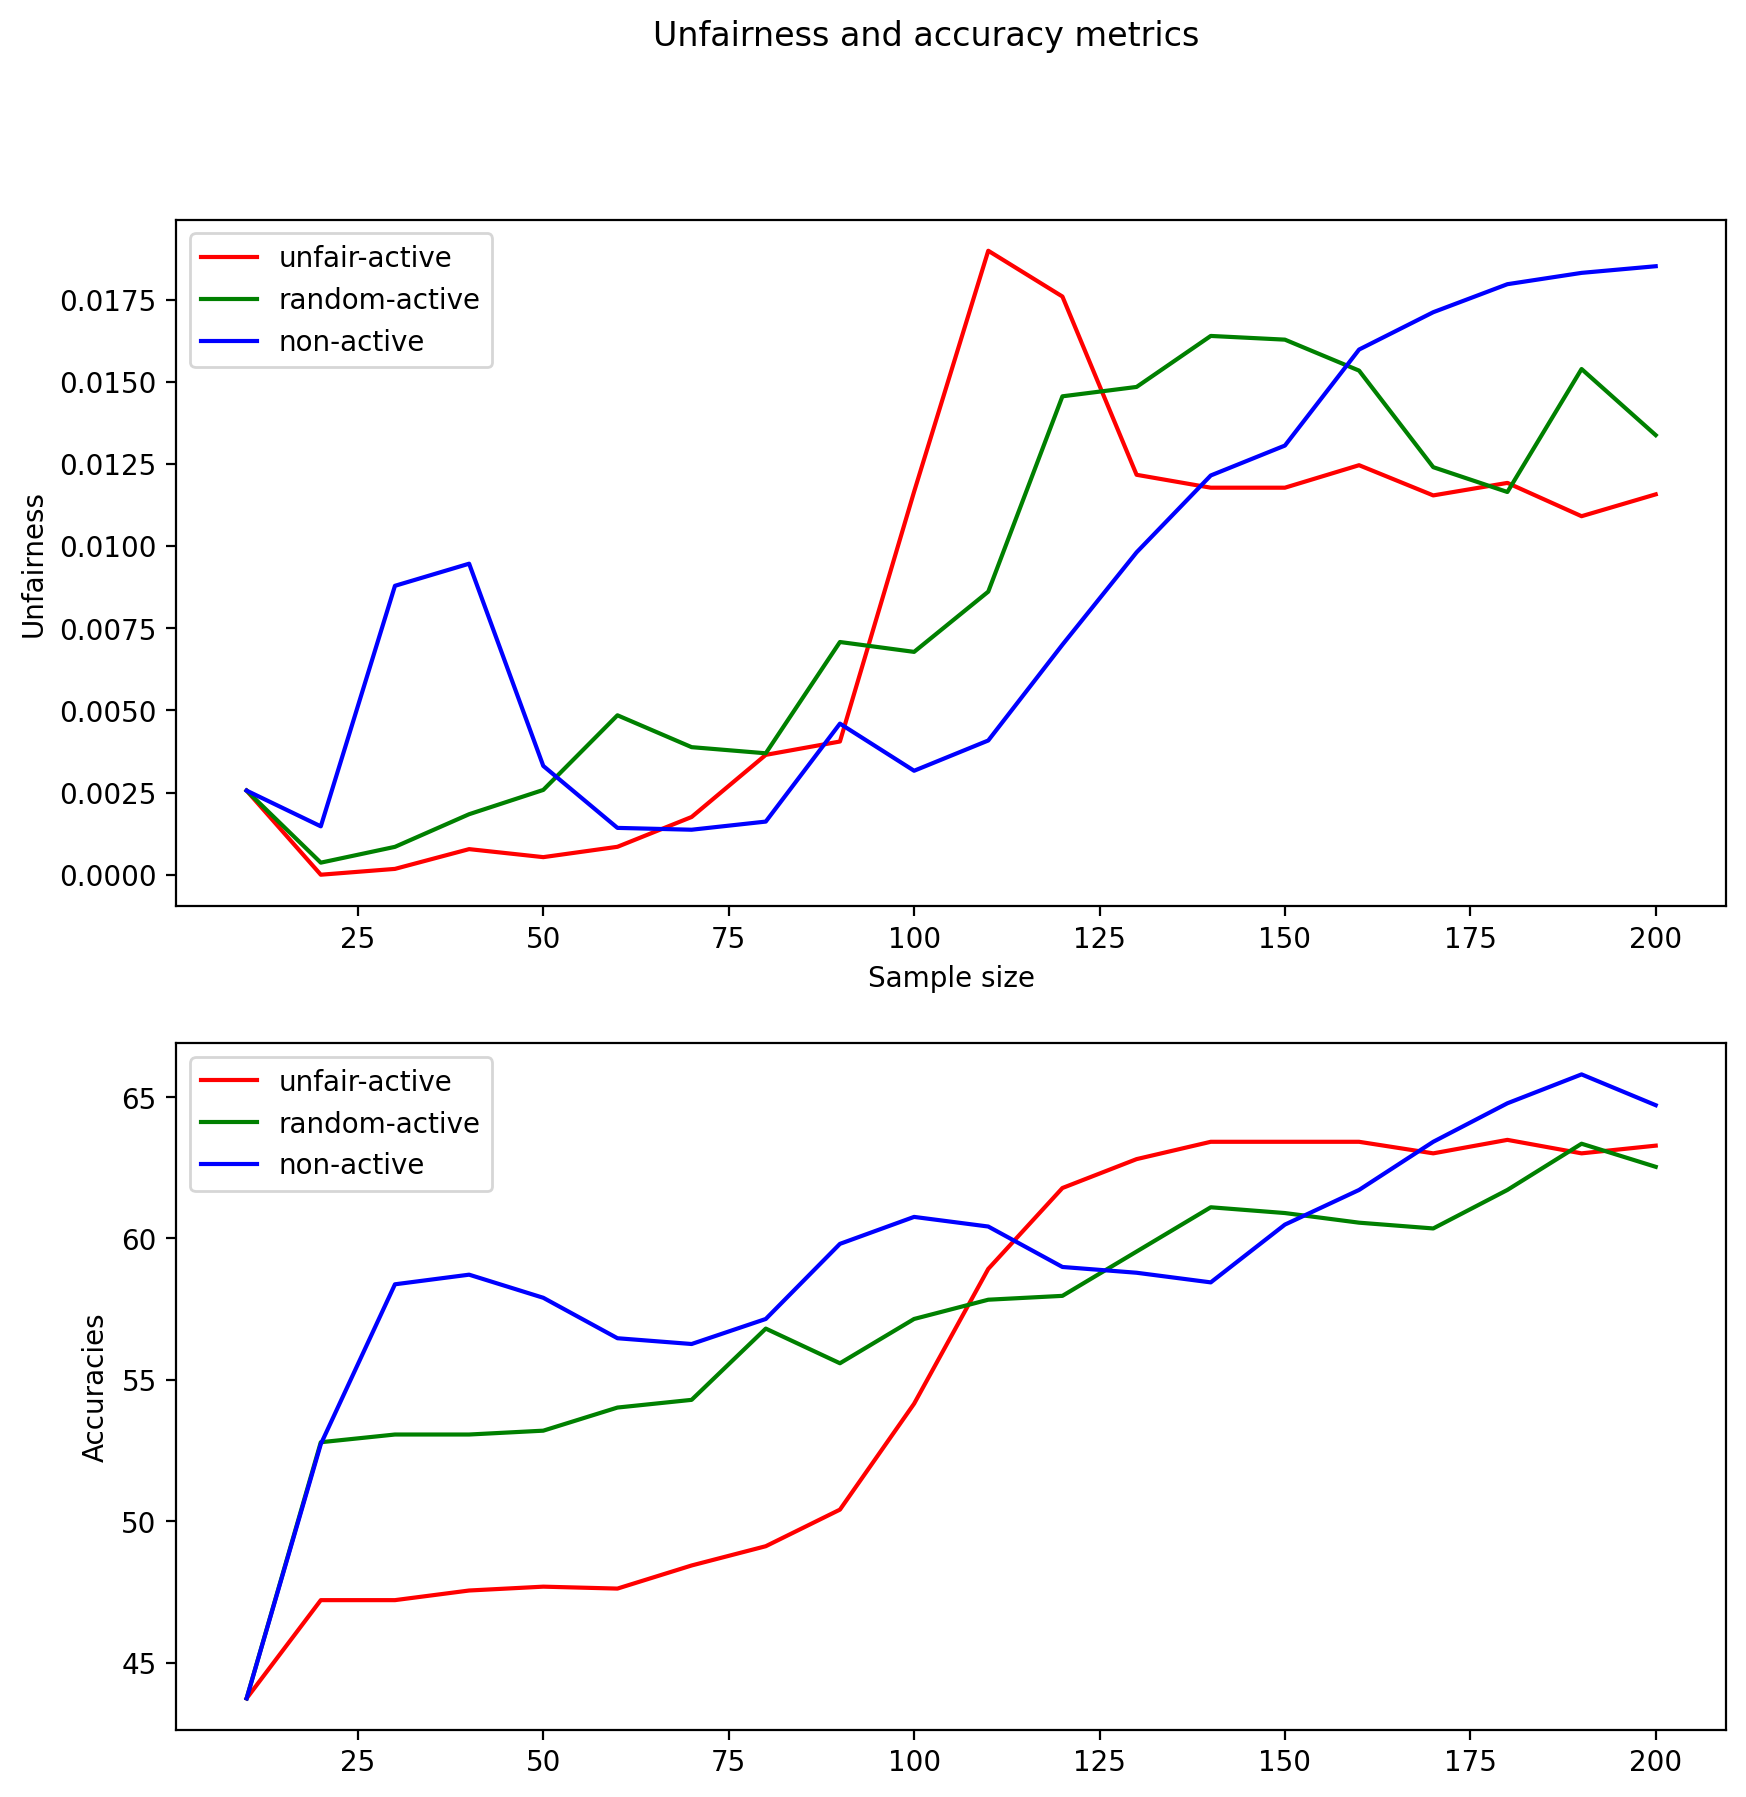 Unfairness and accuracy metrics
unfair-active
random-active
non-active
0.0175
0.0150
0.0125
0.0100
0.0075
0.0050
0.0025
0.0000
Unfairness
25 50 75 100 125 150 175 200
Sample size
unfair-active
random-active
non-active
65
60
55
50
45
Accuracies
25 50 75 100 125 150 175 200